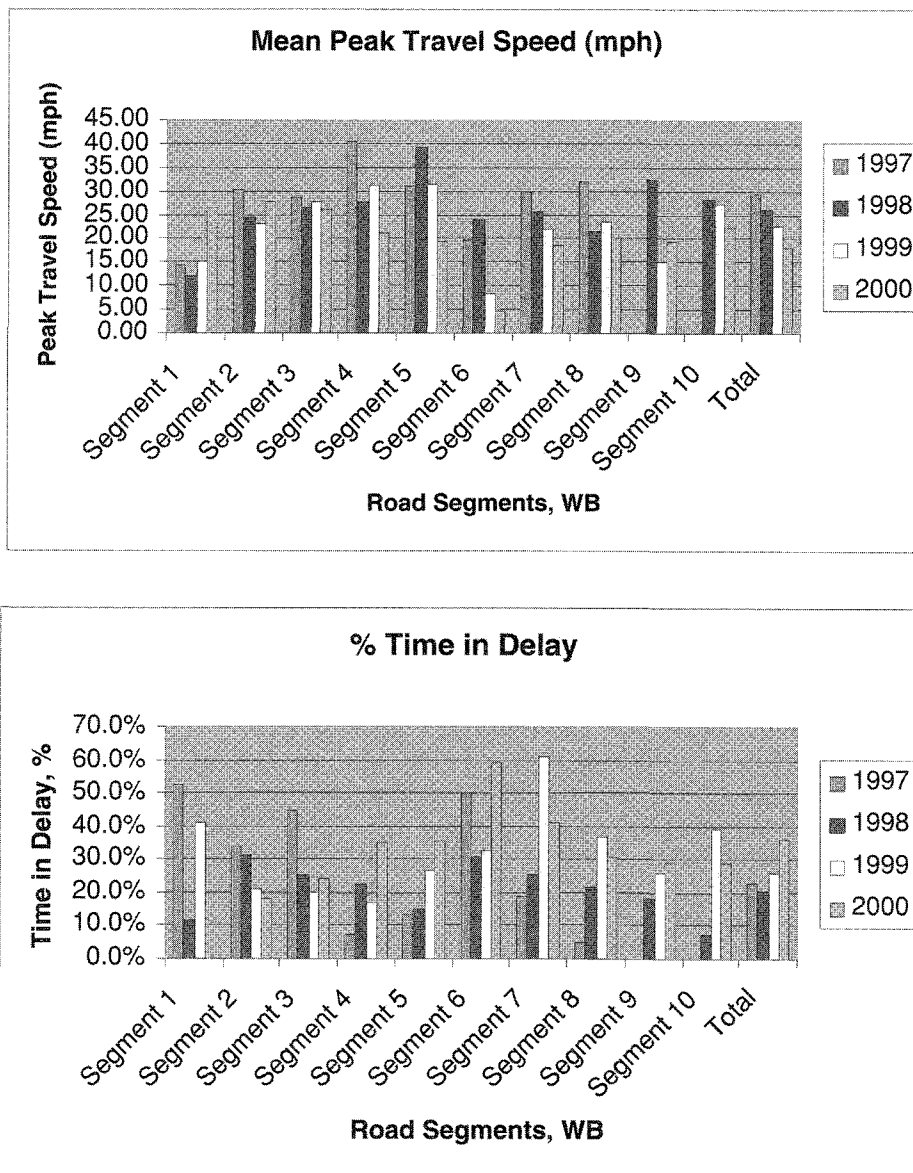 Mean Peak Travel Speed (mph)
Peak Travel Speed (mph)
45.00
40.00
35.00
30.00
25.00
20.00
15.00
10.00
5.00
0.00
Segment 1
Segment 2
Segment 3
Segment 4
Segment 5
Segment 6
Segment 7
Segment 8
Segment 9
Segment 10
Total
Road Segments, WB
1997
1998
1999
2000
% Time in Delay
Time in Delay, %
70.0%
60.0%
50.0%
40.0%
30.0%
20.0%
10.0%
0.0%
Segment 1
Segment 2
Segment 3
Segment 4
Segment 5
Segment 6
Segment 7
Segment 8
Segment 9
Segment 10
Total
Road Segments, WB
1997
1998
1999
2000